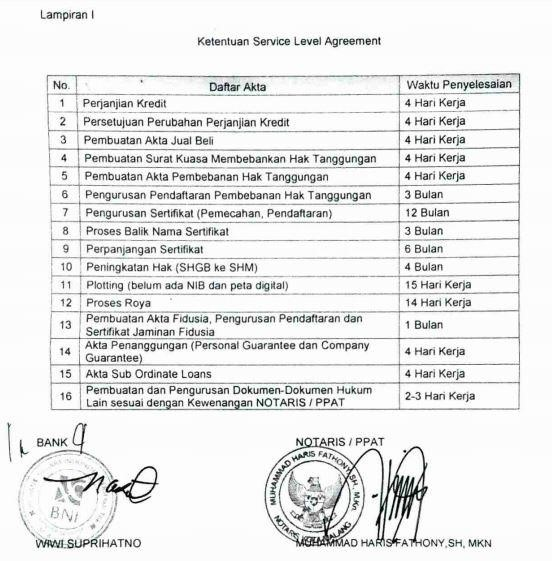 Lampiran I
Ketentuan Service Level Agreement
No. Daftar Akta Waktu Penyelesaian
1 Perjanjian Kredit 4 Hari Kerja
2 Persetujuan Perubahan Perjanjian Kredit 4 Hari Kerja
3 Pembuatan Akta Jual Beli 4 Hari Kerja
4 Pembuatan Surat Kuasa Membebankan Hak Tanggungan 4 Hari Kerja
5 Pembuatan Akta Pembebanan Hak Tanggungan 4 Hari Kerja
6 Pengurusan Pendaftaran Pembebanan Hak Tanggungan 3 Bulan
7 Pengurusan Sertifikat (Pemecahan, Pendaftaran) 12 Bulan
8 Proses Balik Nama Sertifikat 3 Bulan
9 Perpanjangan Sertifikat 6 Bulan
10 Peningkatan Hak (SHGB ke SHM) 4 Bulan
11 Plotting (belum ada NIB dan peta digital) 15 Hari Kerja
12 Proses Roya 14 Hari Kerja
13 Pembuatan Akta Fidusia, Pengurusan Pendaftaran dan
Sertifikat Jaminan Fidusia 1 Bulan
14 Akta Penanggungan (Personal Guarantee dan Company
Guarantee) 4 Hari Kerja
15 Akta Sub Ordinate Loans 4 Hari Kerja
16 Pembuatan dan Pengurusan Dokumen-Dokumen Hukum
Lain sesuai dengan Kewenangan NOTARIS / PPAT 2-3 Hari Kerja
BANK
NOTARIS / PPAT
BNI
MUHAMMAD HARIS FATHONY, SH, M.Kn.
NOTARIS
WIWI SUPRIHATNO
MUHAMMAD HARIS FATHONY,SH, MKN